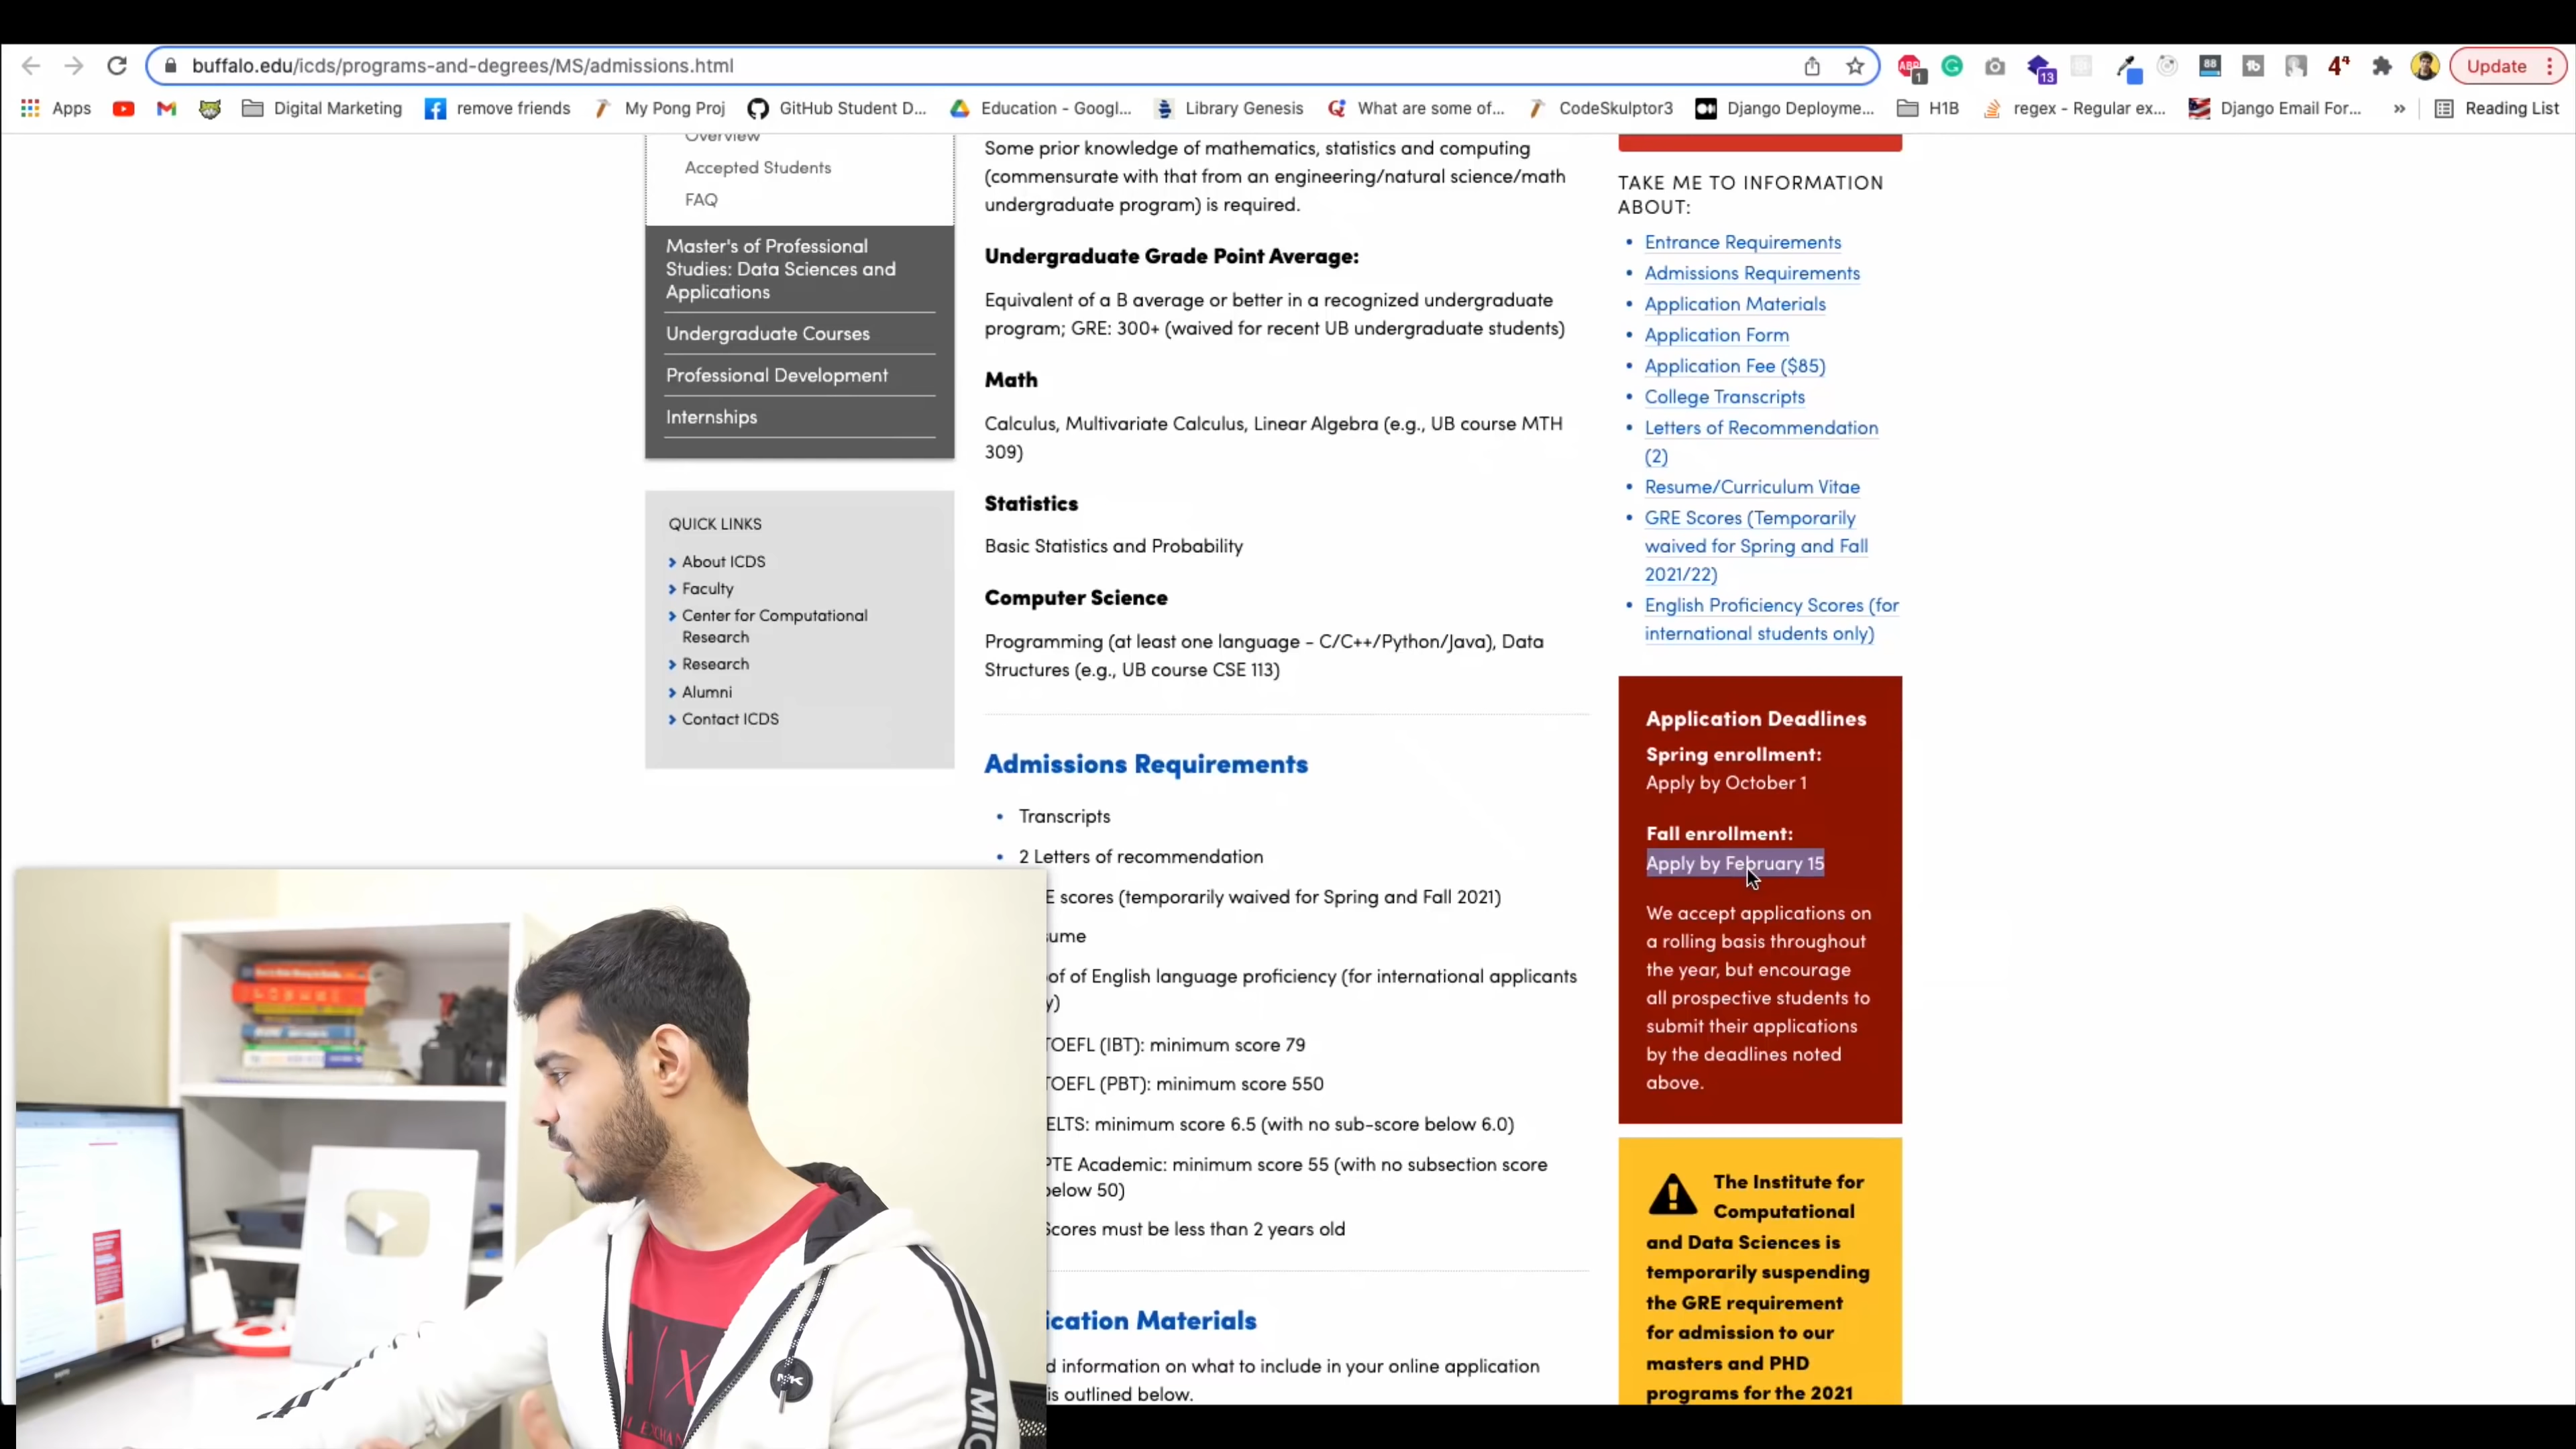 buffalo.edu/icds/programs-and-degrees/MS/admissions.html
ABP
1
13
88
tb
4⁴
Update
Apps
Digital Marketing
remove friends
My Pong Proj
GitHub Student D...
Education - Googl...
Library Genesis
What are some of...
CodeSkulptor3
Django Deployme...
H1B
regex - Regular ex...
Django Email For...
»
Reading List
Overview
Accepted Students
FAQ
Master's of Professional
Studies: Data Sciences and
Applications
Undergraduate Courses
Professional Development
Internships
QUICK LINKS
About ICDS
Faculty
Center for Computational
Research
Research
Alumni
Contact ICDS
Some prior knowledge of mathematics, statistics and computing
(commensurate with that from an engineering/natural science/math
undergraduate program) is required.
Undergraduate Grade Point Average:
Equivalent of a B average or better in a recognized undergraduate
program; GRE: 300+ (waived for recent UB undergraduate students)
Math
Calculus, Multivariate Calculus, Linear Algebra (e.g., UB course MTH
309)
Statistics
Basic Statistics and Probability
Computer Science
Programming (at least one language - C/C++/Python/Java), Data
Structures (e.g., UB course CSE 113)
Admissions Requirements
• Transcripts
• 2 Letters of recommendation
E scores (temporarily waived for Spring and Fall 2021)
ume
of of English language proficiency (for international applicants
y)
TOEFL (IBT): minimum score 79
TOEFL (PBT): minimum score 550
ELTS: minimum score 6.5 (with no sub-score below 6.0)
PTE Academic: minimum score 55 (with no subsection score
below 50)
Scores must be less than 2 years old
ication Materials
d information on what to include in your online application
is outlined below.
TAKE ME TO INFORMATION
ABOUT:
• Entrance Requirements
• Admissions Requirements
• Application Materials
• Application Form
• Application Fee ($85)
• College Transcripts
• Letters of Recommendation
(2)
• Resume/Curriculum Vitae
• GRE Scores (Temporarily
waived for Spring and Fall
2021/22)
• English Proficiency Scores (for
international students only)
Application Deadlines
Spring enrollment:
Apply by October 1
Fall enrollment:
Apply by February 15
We accept applications on
a rolling basis throughout
the year, but encourage
all prospective students to
submit their applications
by the deadlines noted
above.
The Institute for
Computational
and Data Sciences is
temporarily suspending
the GRE requirement
for admission to our
masters and PHD
programs for the 2021